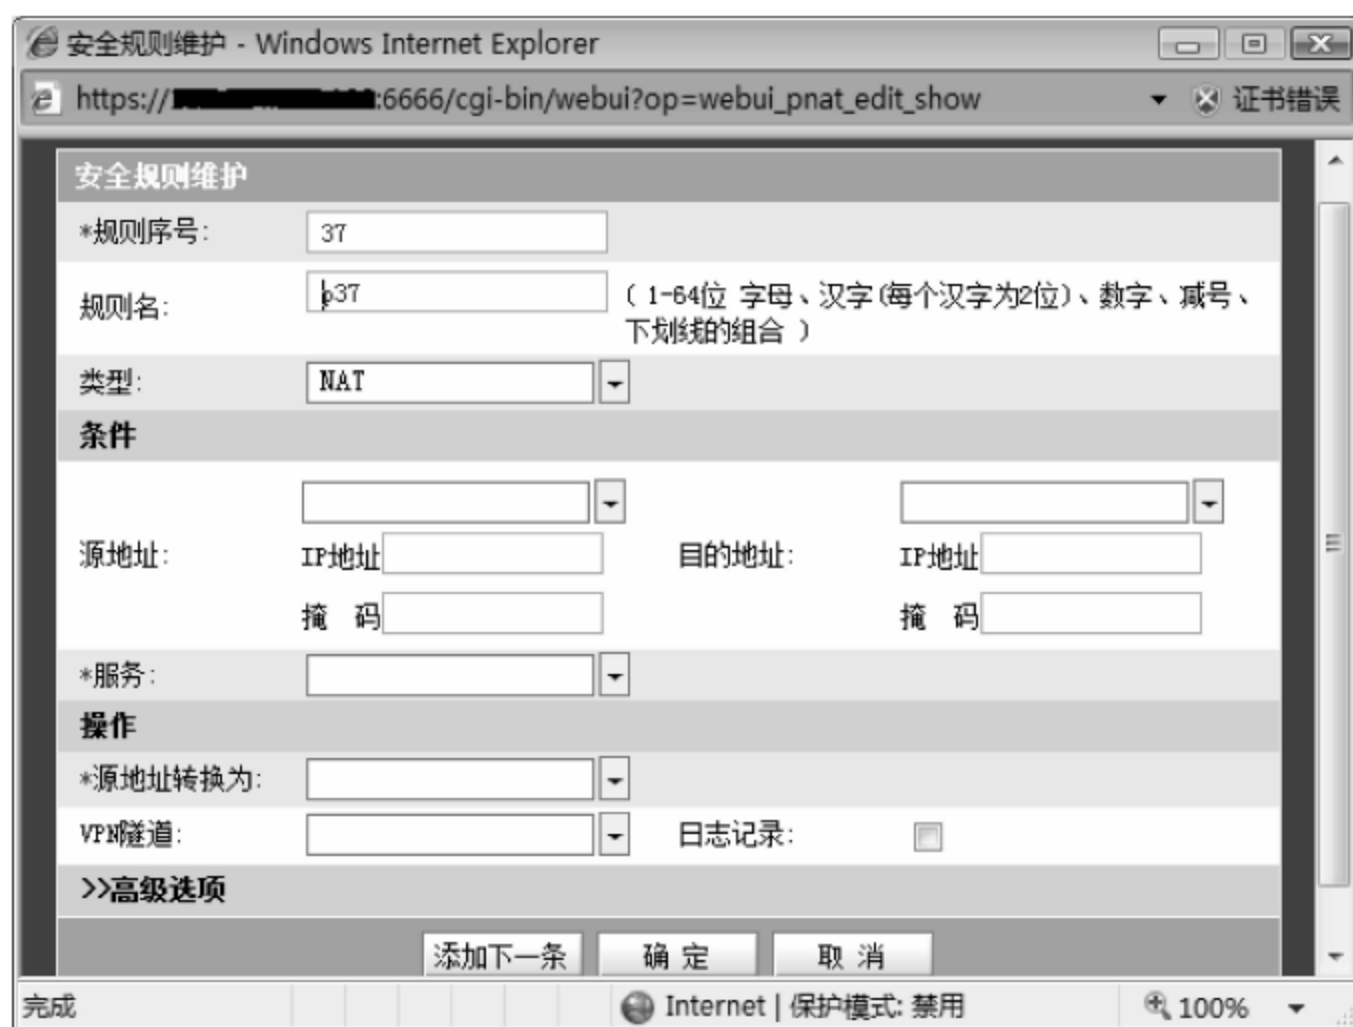 安全规则维护 - Windows Internet Explorer
https:// :6666/cgi-bin/webui?op=webui_pnat_edit_show 证书错误
安全规则维护
*规则序号: 37
规则名: p37 ( 1-64位 字母、汉字(每个汉字为2位)、数字、减号、
下划线的组合 )
类型: NAT
条件
源地址: IP地址 目的地址: IP地址
掩 码 掩 码
*服务:
操作
*源地址转换为:
VPN隧道: 日志记录:
>>高级选项
添加下一条 确 定 取 消
完成 Internet | 保护模式: 禁用 100%